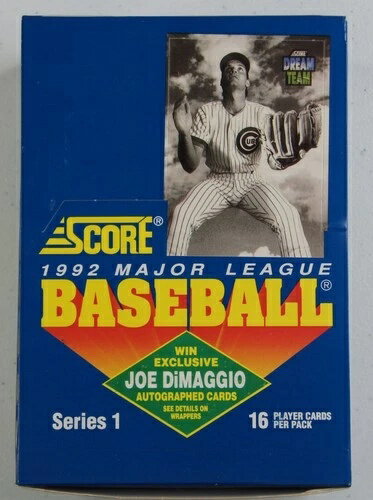 SCORE
DREAM
TEAM
CUBS
SCORE®
1992 MAJOR LEAGUE
BASEBALL®
WIN
EXCLUSIVE
JOE DiMAGGIO
AUTOGRAPHED CARDS
SEE DETAILS ON
WRAPPERS
Series 1
16 PLAYER CARDS
PER PACK